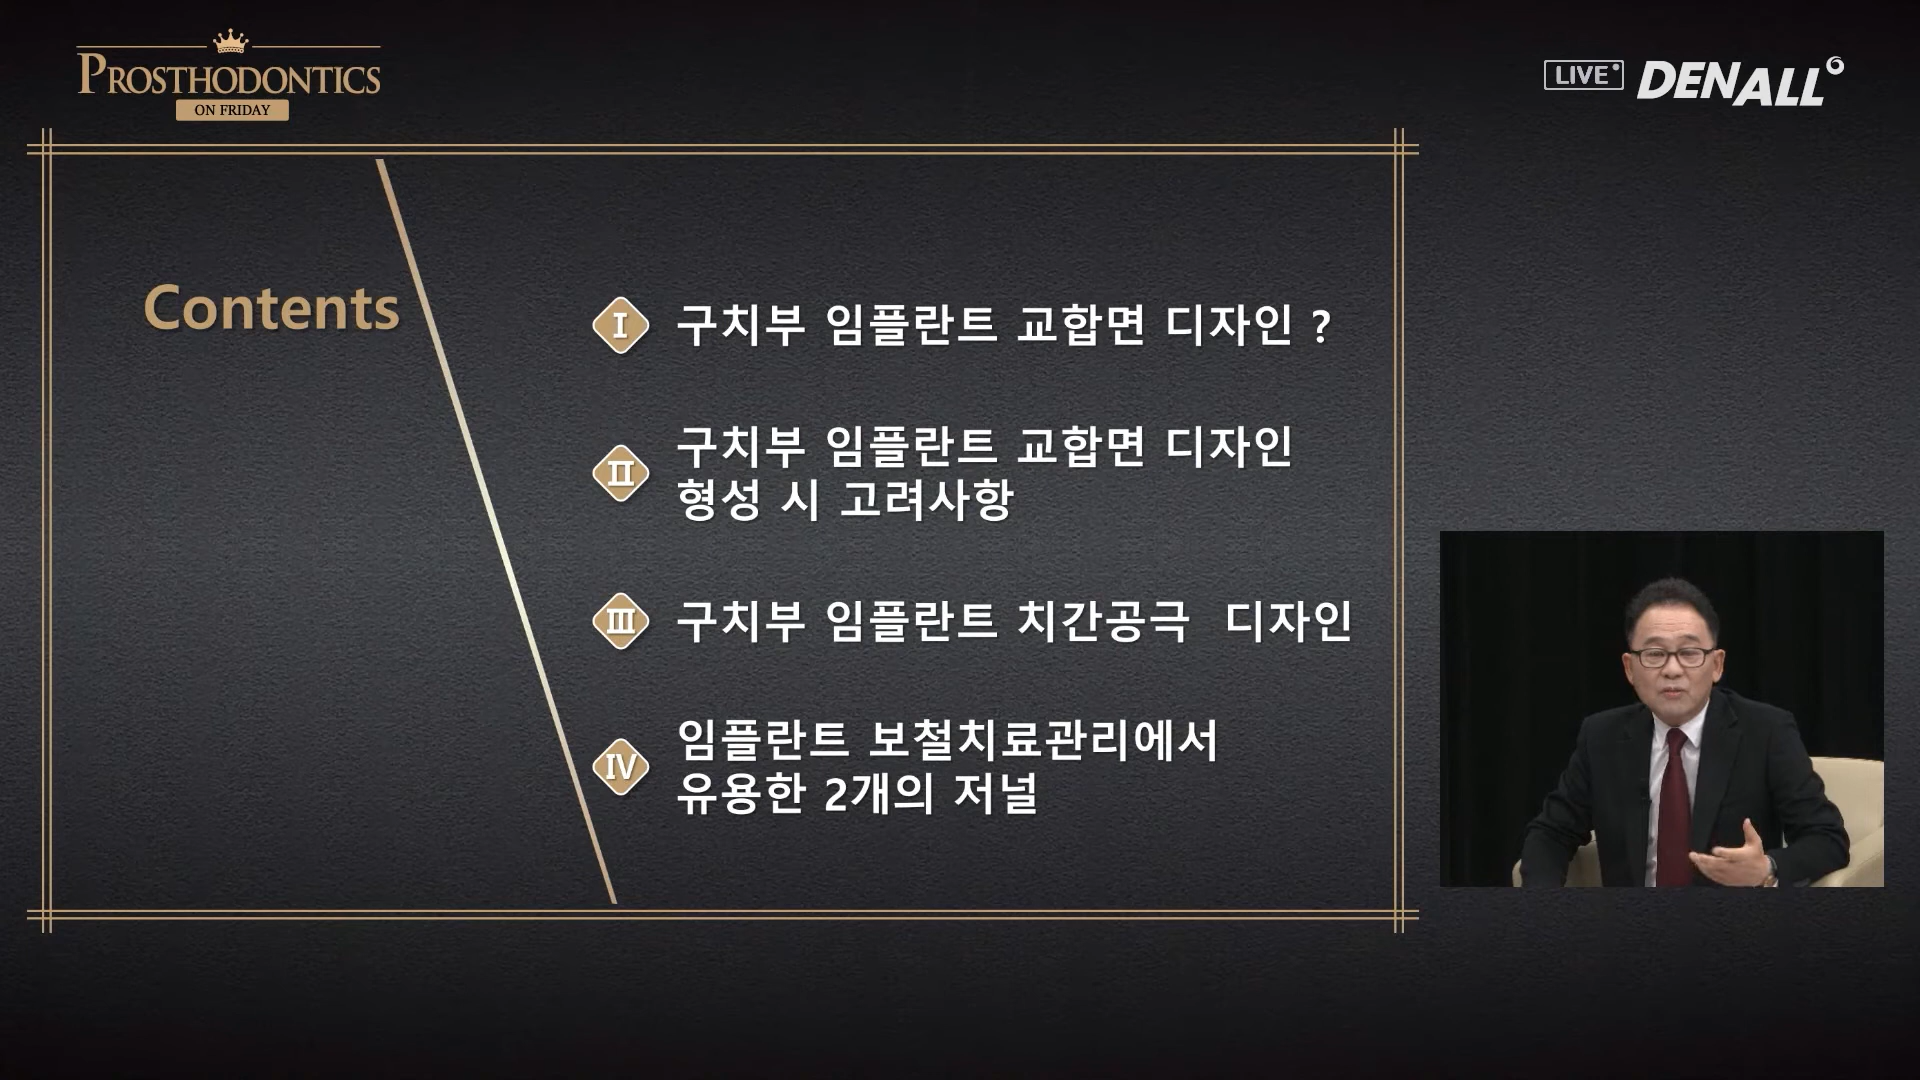 PROSTHODONTICS
ON FRIDAY
LIVE
DENALL
Contents
Ⅰ 구치부 임플란트 교합면 디자인 ?
Ⅱ 구치부 임플란트 교합면 디자인
형성 시 고려사항
Ⅲ 구치부 임플란트 치간공극 디자인
Ⅳ 임플란트 보철치료관리에서
유용한 2개의 저널